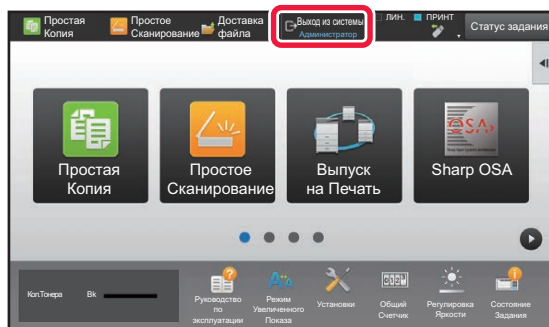 Простая
Копия
Простое
Сканирование
Доставка
файла
Выход из системы
Администратор
ЛИН.
ПРИНТ
Статус задания
Простая
Копия
Простое
Сканирование
Выпуск
на Печать
OSA
Sharp OSA
Кол.Тонера
Bk
Руководство
по
эксплуатации
Режим
Увеличенного
Показа
Установки
Общий
Счетчик
Регулировка
Яркости
Состояние
Задания